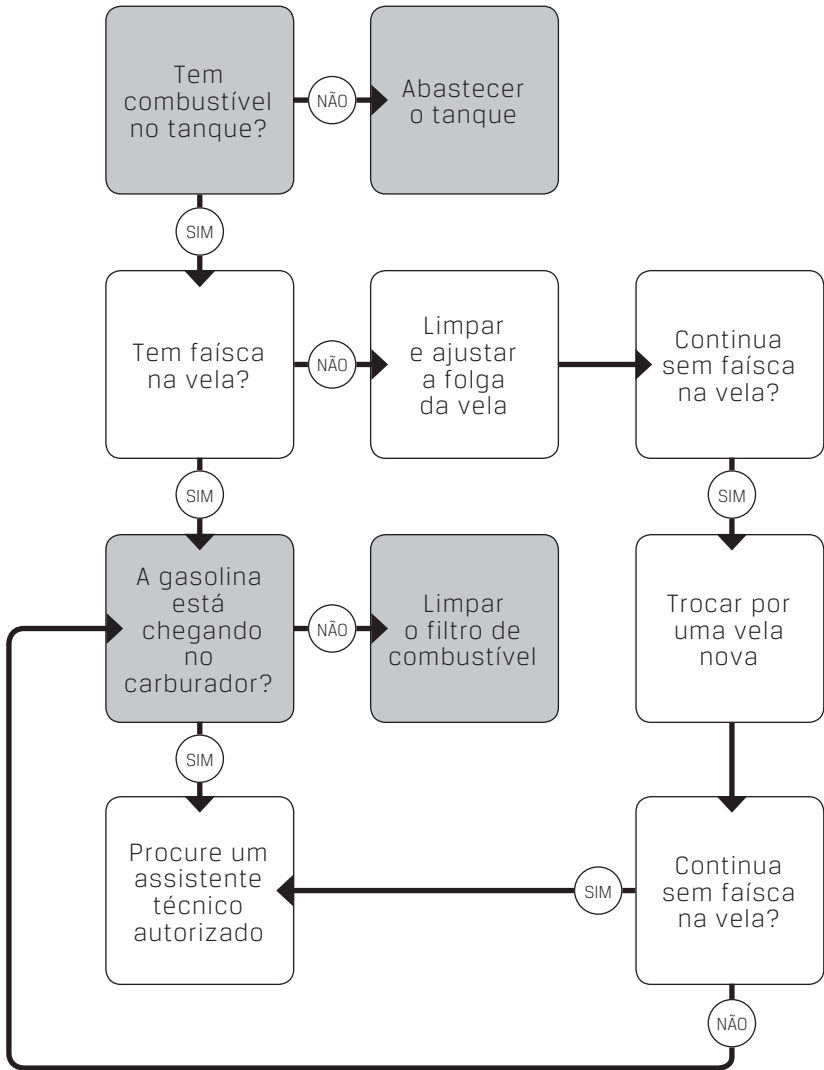 Tem
combustível
no tanque?
NÃO
Abastecer
o tanque
SIM
Tem faísca
na vela?
NÃO
Limpar
e ajustar
a folga
da vela
Continua
sem faísca
na vela?
SIM
SIM
A gasolina
está
chegando
no
carburador?
NÃO
Limpar
o filtro de
combustível
Trocar por
uma vela
nova
SIM
Procure um
assistente
técnico
autorizado
SIM
Continua
sem faísca
na vela?
NÃO